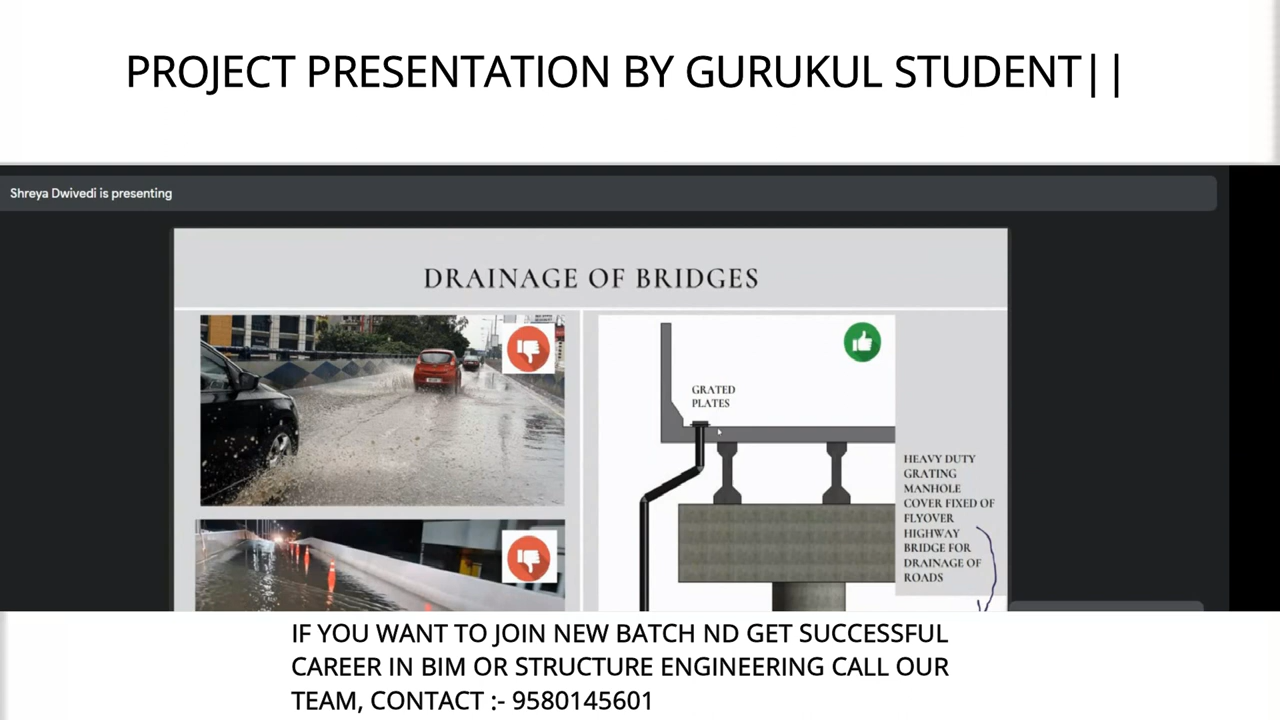 PROJECT PRESENTATION BY GURUKUL STUDENT||
Shreya Dwivedi is presenting
DRAINAGE OF BRIDGES
GRATED
PLATES
HEAVY DUTY
GRATING
MANHOLE
COVER FIXED OF
FLYOVER
HIGHWAY
BRIDGE FOR
DRAINAGE OF
ROADS
IF YOU WANT TO JOIN NEW BATCH ND GET SUCCESSFUL
CAREER IN BIM OR STRUCTURE ENGINEERING CALL OUR
TEAM, CONTACT :- 9580145601